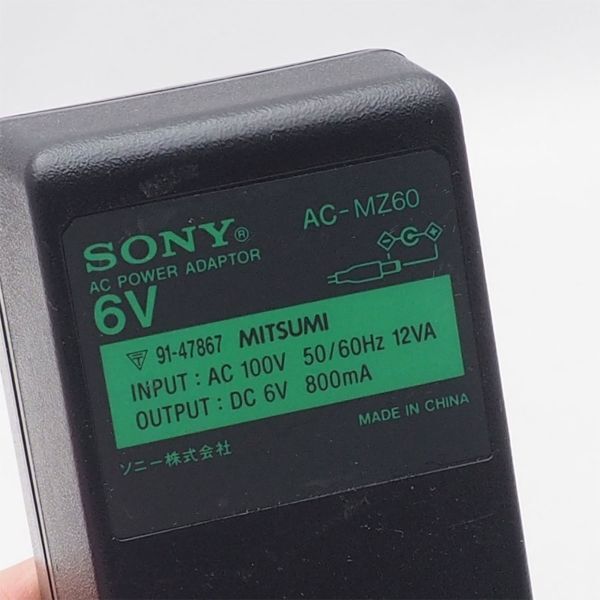 SONY®
AC-MZ60
AC POWER ADAPTOR
6V
91-47867 MITSUMI
INPUT : AC 100V 50/60Hz 12VA
OUTPUT : DC 6V 800mA
MADE IN CHINA
ソニー株式会社